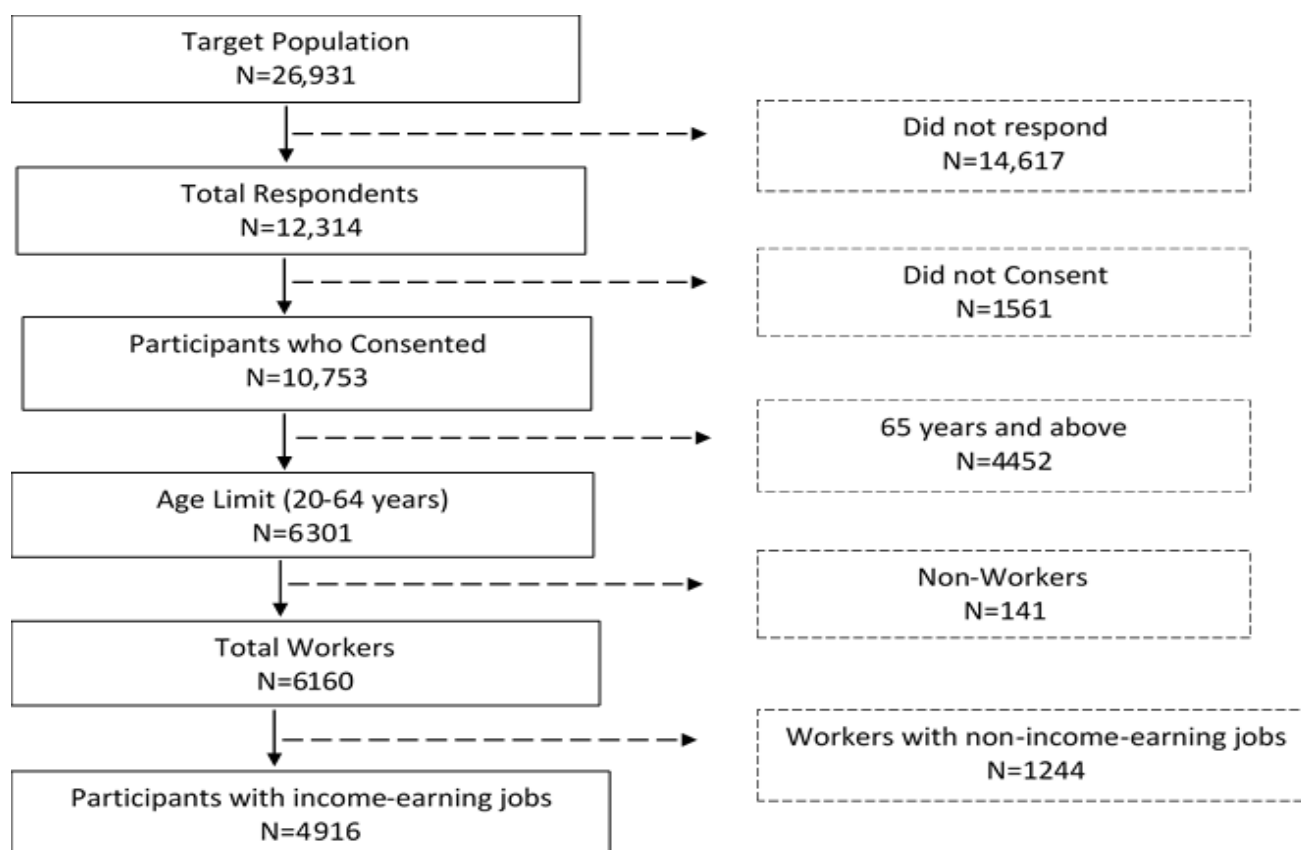 Target Population
N=26,931
Did not respond
N=14,617
Total Respondents
N=12,314
Did not Consent
N=1561
Participants who Consented
N=10,753
65 years and above
N=4452
Age Limit (20-64 years)
N=6301
Non-Workers
N=141
Total Workers
N=6160
Workers with non-income-earning jobs
N=1244
Participants with income-earning jobs
N=4916